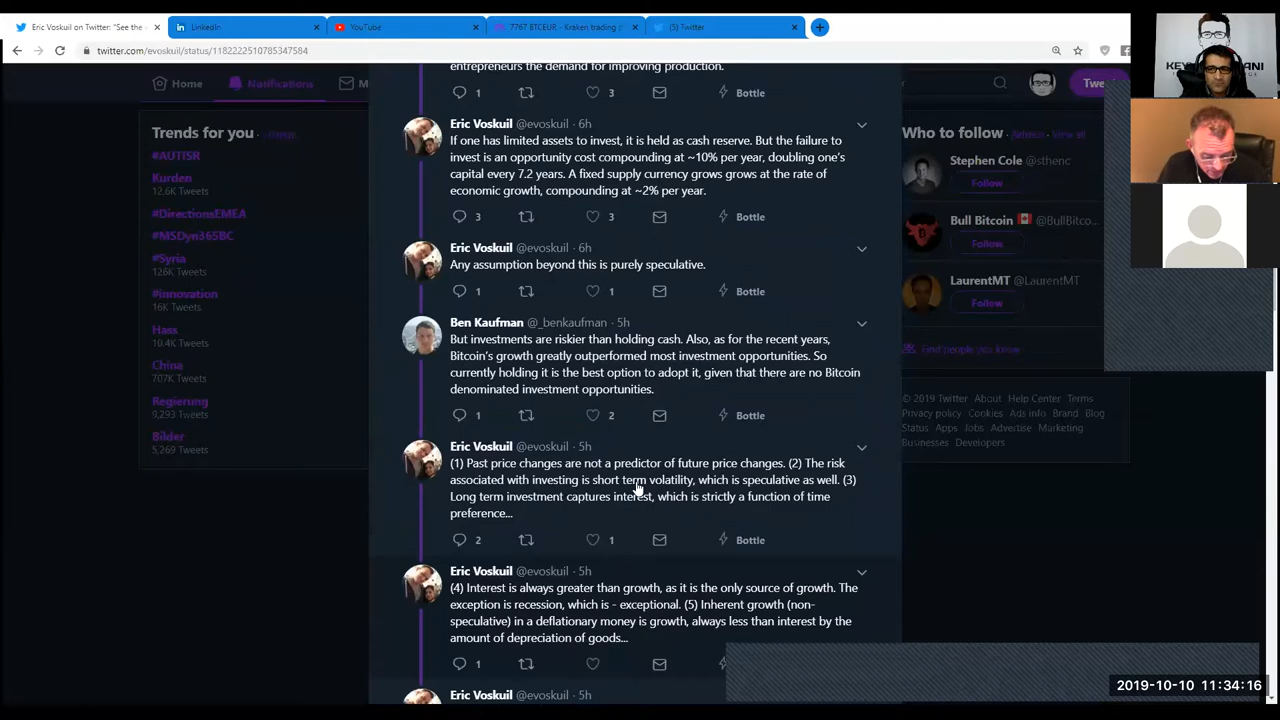 Eric Voskuil on Twitter: "See the
LinkedIn
YouTube
7767 BTCEUR - Kraken trading p
(5) Twitter
twitter.com/evoskuil/status/1182222510785347584
Home
Notifications
M
Twe
KEY ANI
Trends for you
#AUTISR
Kurden
12,6K Tweets
#DirectionsEMEA
#MSDyn365BC
#Syria
126K Tweets
#innovation
16K Tweets
Hass
10.4K Tweets
China
707K Tweets
Regierung
9,293 Tweets
Bilder
5,269 Tweets
entrepreneurs the demand for improving production.
1 3 Bottle
Eric Voskuil @evoskuil · 6h
If one has limited assets to invest, it is held as cash reserve. But the failure to
invest is an opportunity cost compounding at ~10% per year, doubling one's
capital every 7.2 years. A fixed supply currency grows grows at the rate of
economic growth, compounding at ~2% per year.
3 3 Bottle
Eric Voskuil @evoskuil · 6h
Any assumption beyond this is purely speculative.
1 1 Bottle
Ben Kaufman @_benkaufman · 5h
But investments are riskier than holding cash. Also, as for the recent years,
Bitcoin's growth greatly outperformed most investment opportunities. So
currently holding it is the best option to adopt it, given that there are no Bitcoin
denominated investment opportunities.
1 2 Bottle
Eric Voskuil @evoskuil · 5h
(1) Past price changes are not a predictor of future price changes. (2) The risk
associated with investing is short term volatility, which is speculative as well. (3)
Long term investment captures interest, which is strictly a function of time
preference...
2 1 Bottle
Eric Voskuil @evoskuil · 5h
(4) Interest is always greater than growth, as it is the only source of growth. The
exception is recession, which is - exceptional. (5) Inherent growth (non-
speculative) in a deflationary money is growth, always less than interest by the
amount of depreciation of goods...
1
Eric Voskuil @evoskuil · 5h
Who to follow · Refresh · View all
Stephen Cole @sthenc
Follow
Bull Bitcoin @BullBitco...
Follow
LaurentMT @LaurentMT
Follow
Find people you know
© 2019 Twitter About Help Center Terms
Privacy policy Cookies Ads info Brand Blog
Status Apps Jobs Advertise Marketing
Businesses Developers
2019-10-10 11:34:16